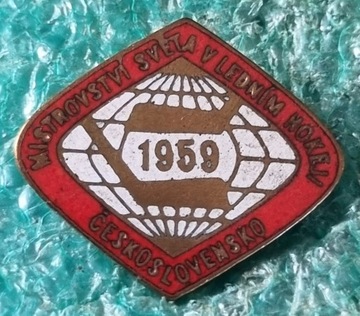 MISTROVSTVÍ SVĚTA V LEDNÍM HOKEJI
1959
ČESKOSLOVENSKO